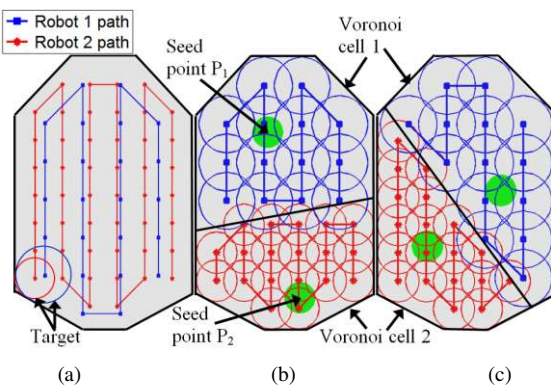 Robot 1 path
Robot 2 path
Seed
point P1
Voronoi
cell 1
Target
Seed
point P2
Voronoi cell 2
(a)
(b)
(c)